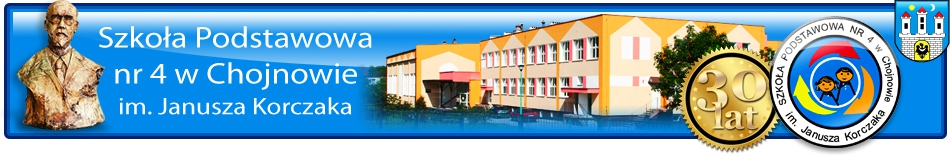 Szkoła Podstawowa
nr 4 w Chojnowie
im. Janusza Korczaka
30
lat
SZKOŁA PODSTAWOWA NR 4 w Chojnowie
im. Janusza Korczaka